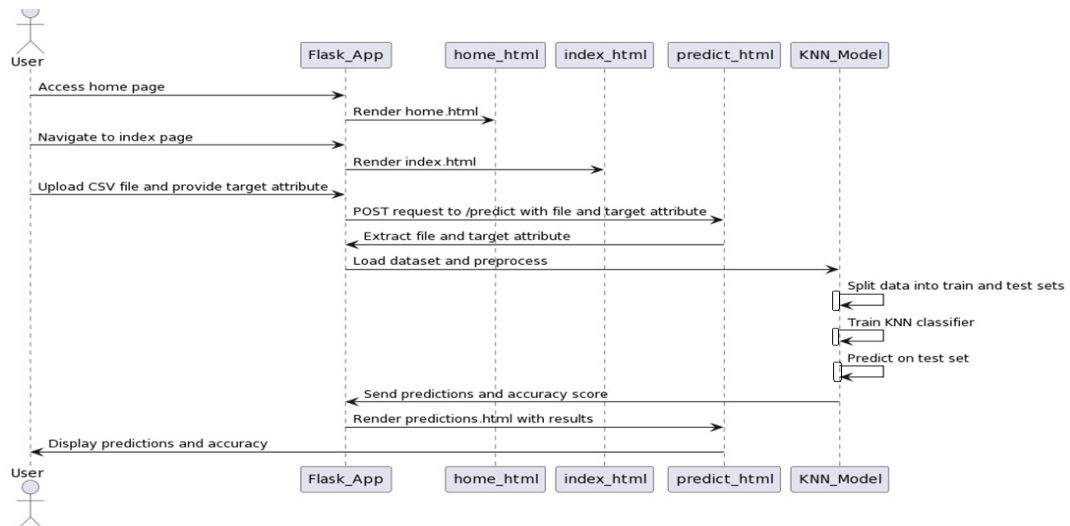 User
Flask_App
home_html
index_html
predict_html
KNN_Model
Access home page
Render home.html
Navigate to index page
Render index.html
Upload CSV file and provide target attribute
POST request to /predict with file and target attribute
Extract file and target attribute
Load dataset and preprocess
Split data into train and test sets
Train KNN classifier
Predict on test set
Send predictions and accuracy score
Render predictions.html with results
Display predictions and accuracy
User
Flask_App
home_html
index_html
predict_html
KNN_Model